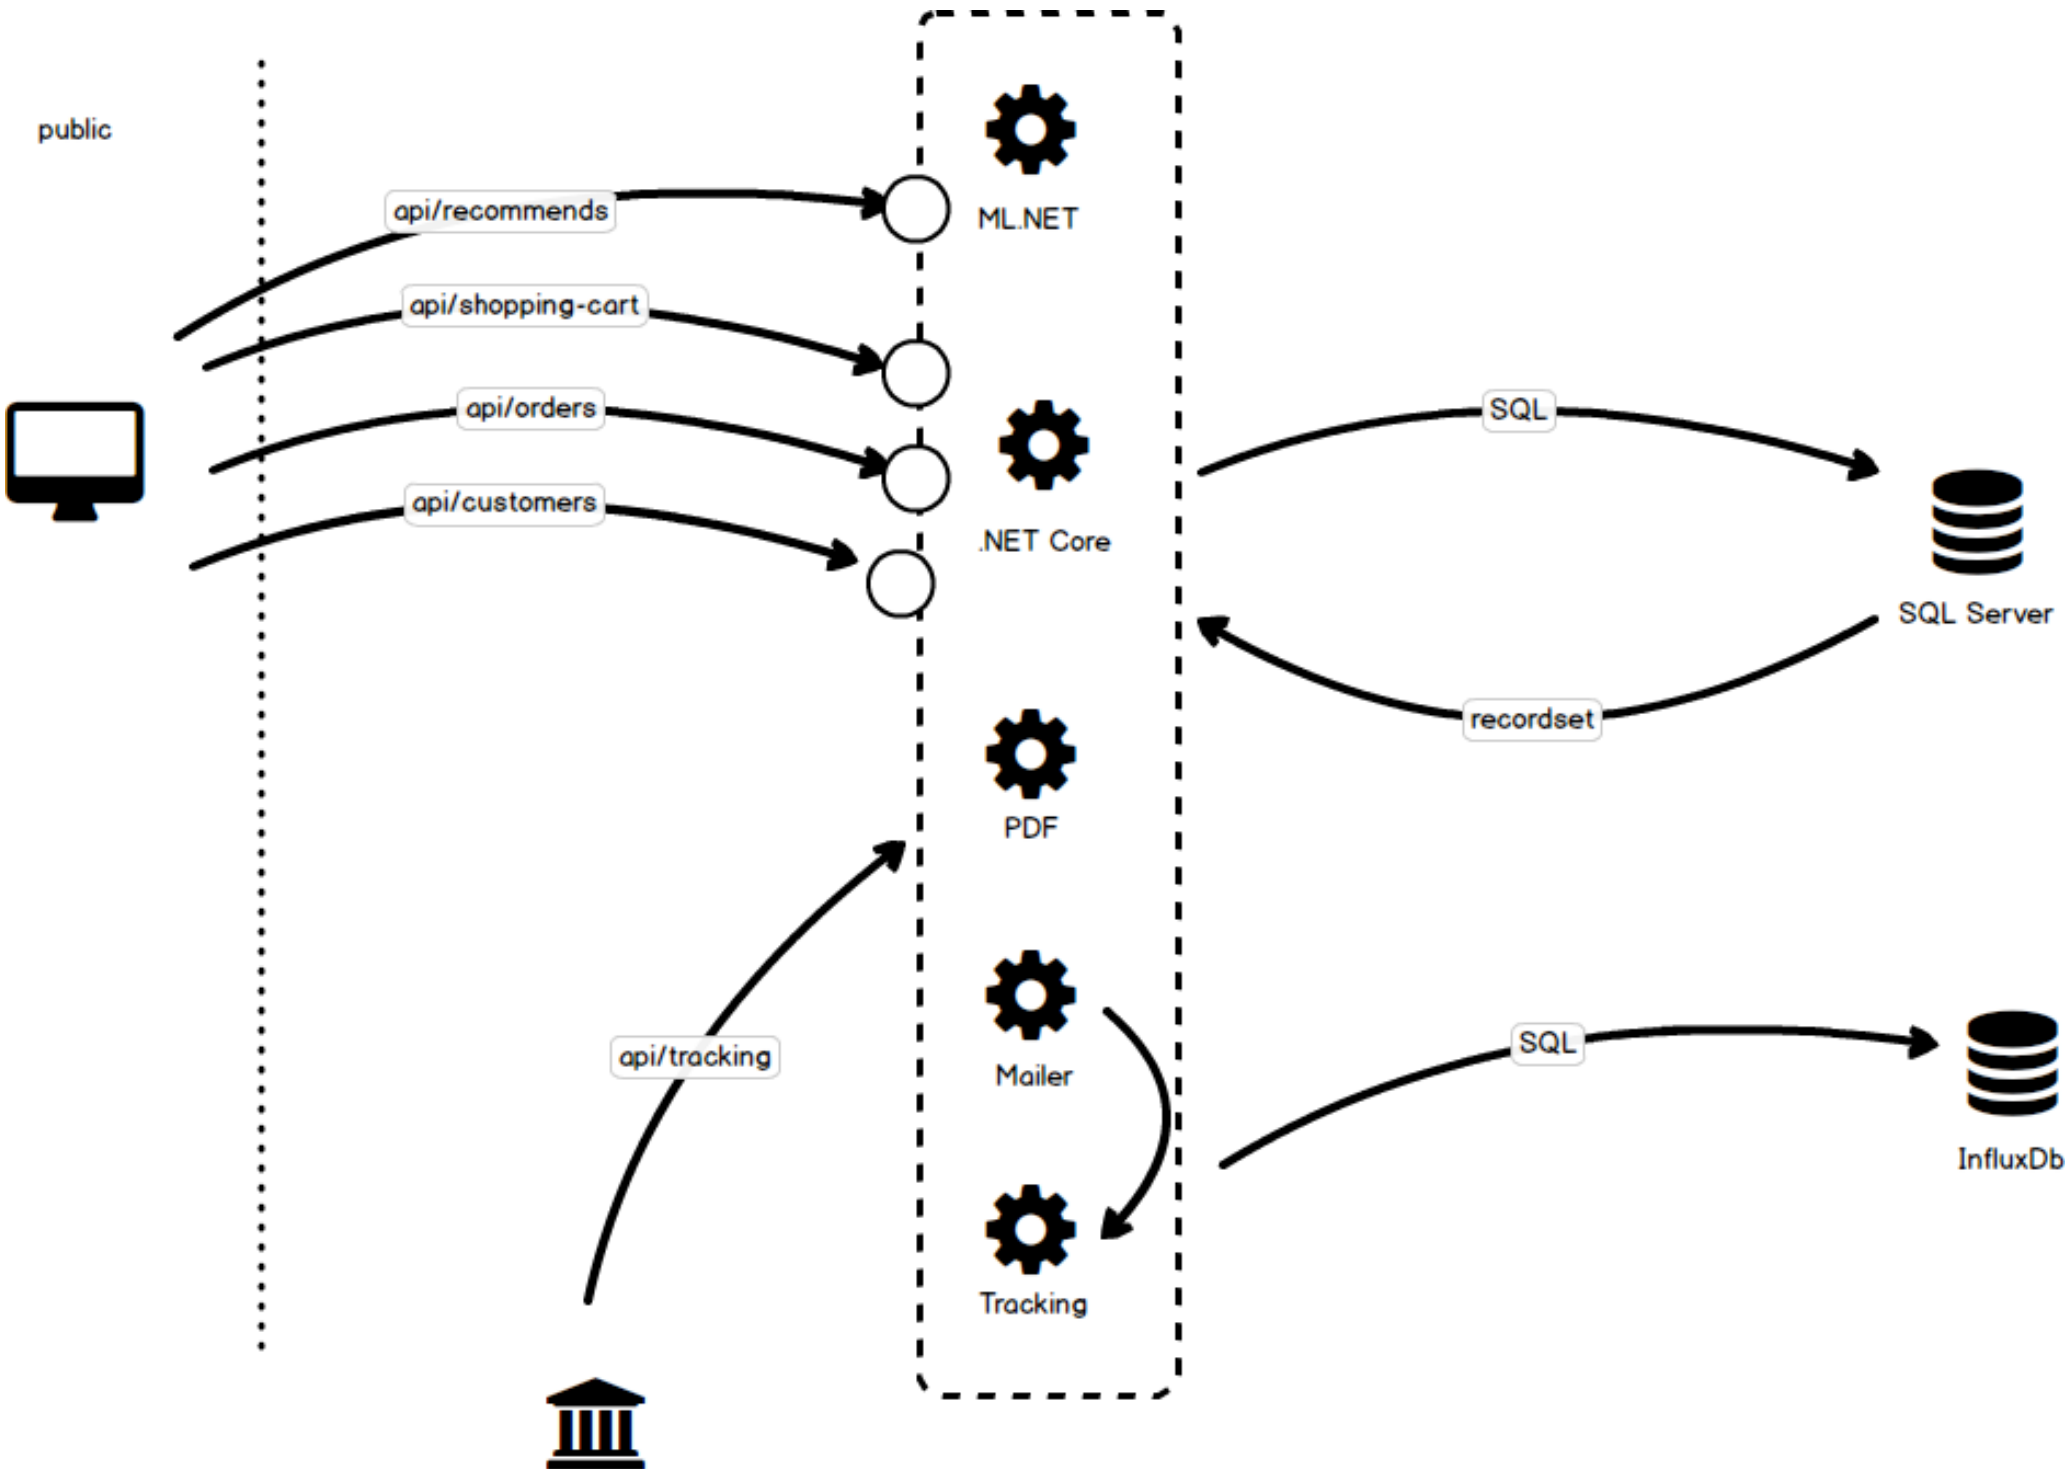 public
api/recommends
ML.NET
api/shopping-cart
api/orders
SQL
api/customers
.NET Core
SQL Server
recordset
PDF
api/tracking
Mailer
SQL
InfluxDb
Tracking